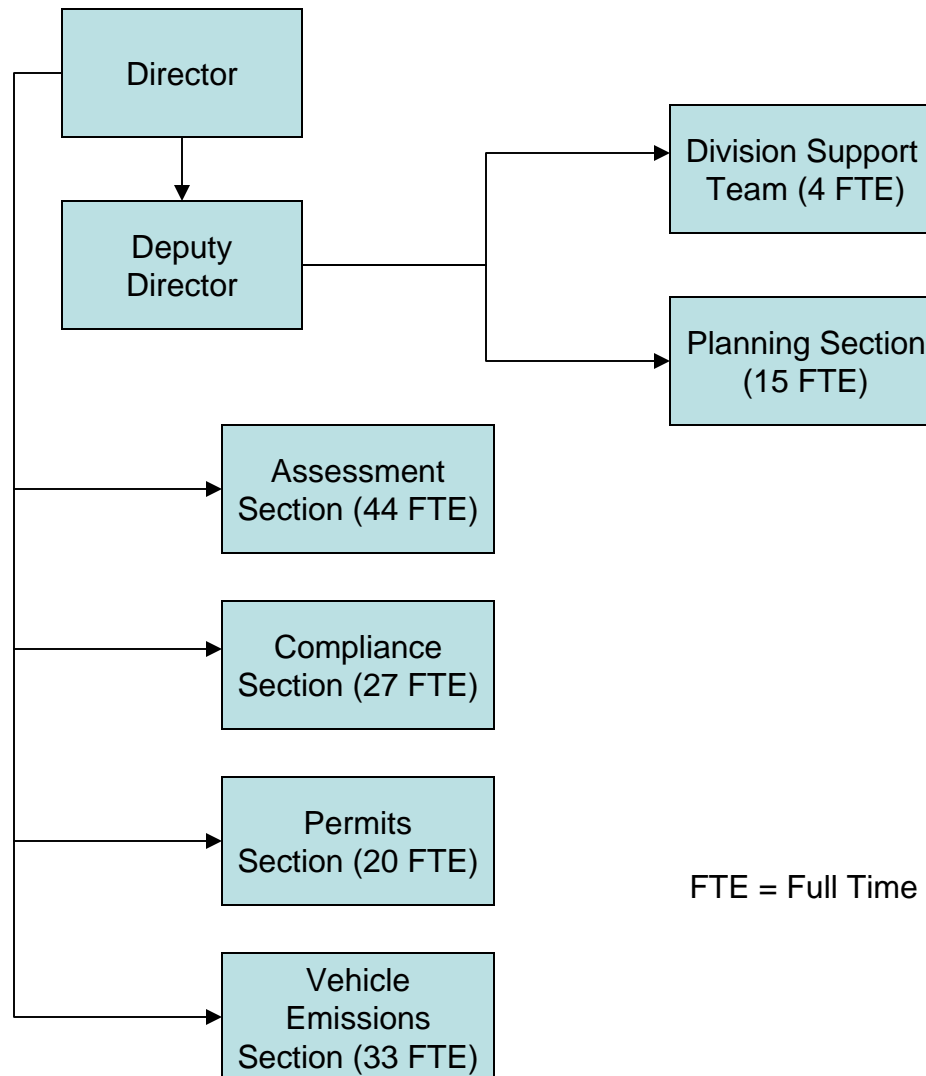 Director
Division Support
Team (4 FTE)
Deputy
Director
Planning Section
(15 FTE)
Assessment
Section (44 FTE)
Compliance
Section (27 FTE)
Permits
Section (20 FTE)
FTE = Full Time
Vehicle
Emissions
Section (33 FTE)